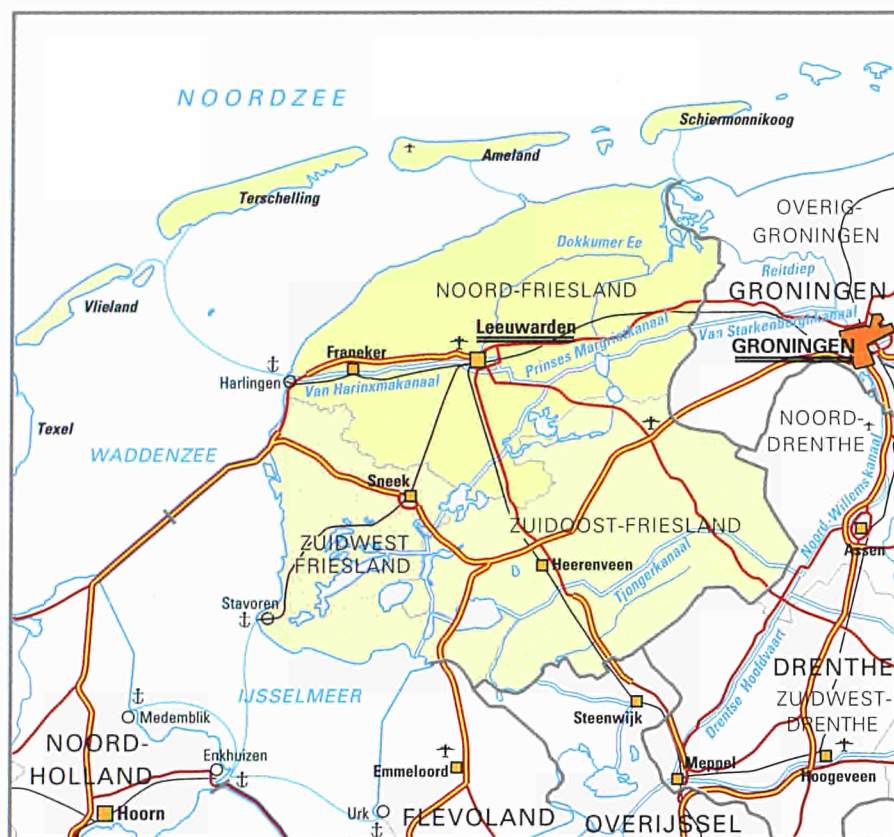 NOORDZEE
Schiermonnikoog
Ameland
Terschelling
OVERIG-
GRONINGEN
Dokkumer Ee
Reitdiep
NOORD-FRIESLAND
GRONINGEN
Vlieland
Leeuwarden
Prinses Margrietkanaal
Van Starkenborghkanaal
GRONINGEN
Franeker
Harlingen
Van Harinxmakanaal
NOORD-
DRENTHE
Texel
WADDENZEE
Sneek
Noord-Willems kanaal
ZUIDOOST-FRIESLAND
ZUIDWEST
FRIESLAND
Assen
Heerenveen
Tjongerkanaal
Stavoren
Drentse Hoofdvaart
DRENTHE
IJSSELMEER
ZUIDWEST-
DRENTHE
Medemblik
Steenwijk
NOORD-
HOLLAND
Enkhuizen
Emmeloord
Meppel
Hoogeveen
Hoorn
Urk
FLEVOLAND
OVERIJSSEL